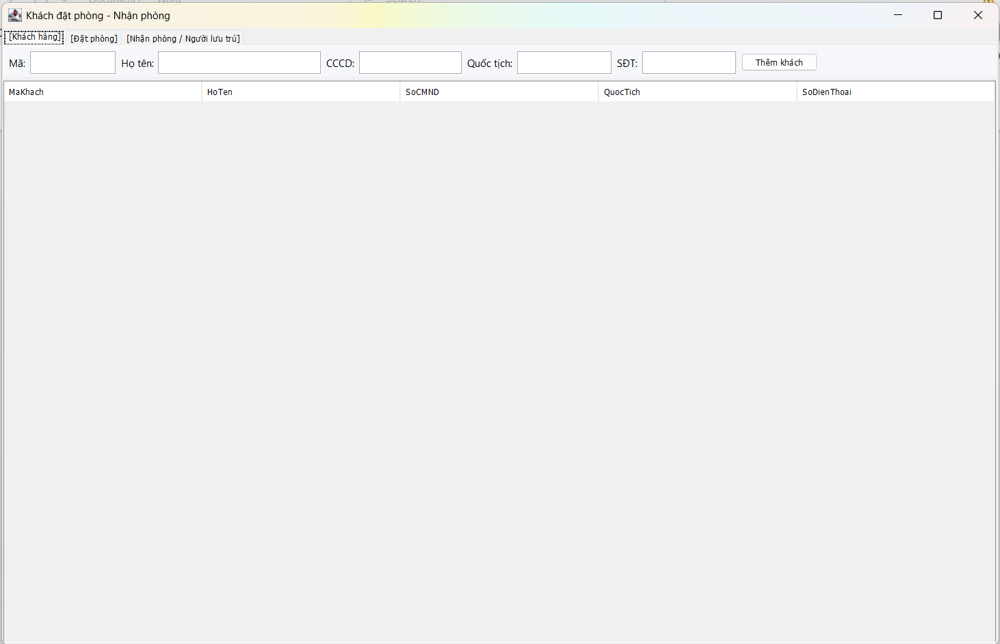 Khách đặt phòng - Nhận phòng
[Khách hàng] [Đặt phòng] [Nhận phòng / Người lưu trú]
Mã: Họ tên: CCCD: Quốc tịch: SĐT: Thêm khách
MaKhach HoTen SoCMND QuocTich SoDienThoai